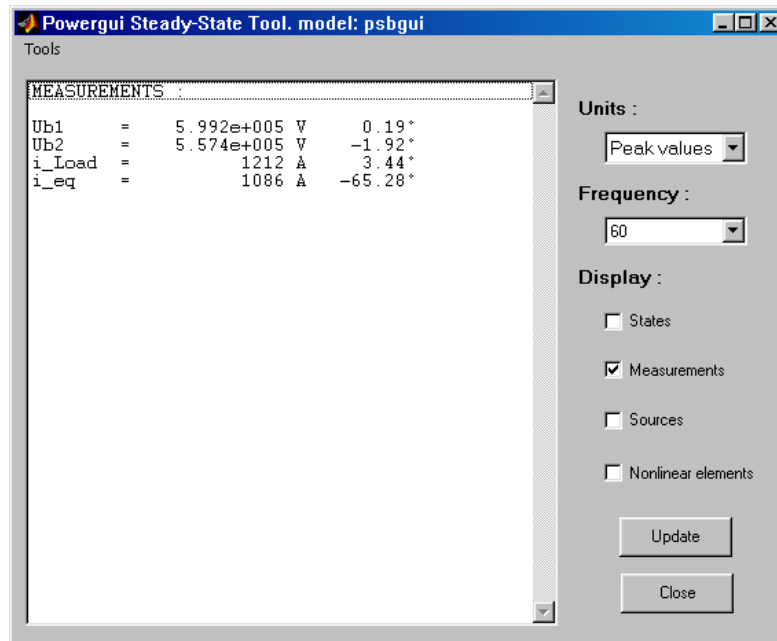 Powergui Steady-State Tool. model: psbgui
Tools
MEASUREMENTS :
Ub1 = 5.992e+005 V 0.19°
Ub2 = 5.574e+005 V −1.92°
i_Load = 1212 A 3.44°
i_eq = 1086 A −65.28°
Units :
Peak values
Frequency :
60
Display :
States
Measurements
Sources
Nonlinear elements
Update
Close